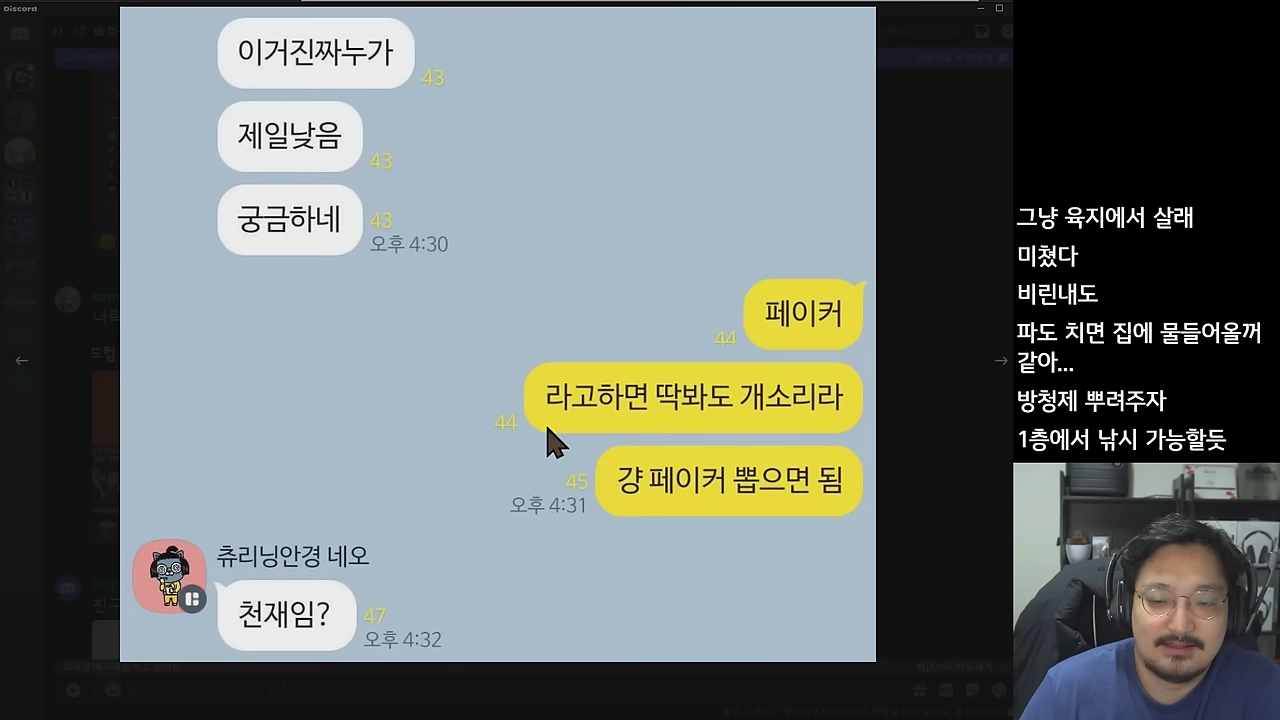 Discord
이거진짜누가
43
제일낮음
43
궁금하네
43
오후 4:30
페이커
44
라고하면 딱봐도 개소리라
44
걍 페이커 뽑으면 됨
45
오후 4:31
츄리닝안경 네오
천재임?
47
오후 4:32
그냥 육지에서 살래
미쳤다
비린내도
파도 치면 집에 물들어올꺼
같아...
방청제 뿌려주자
1층에서 낚시 가능할듯